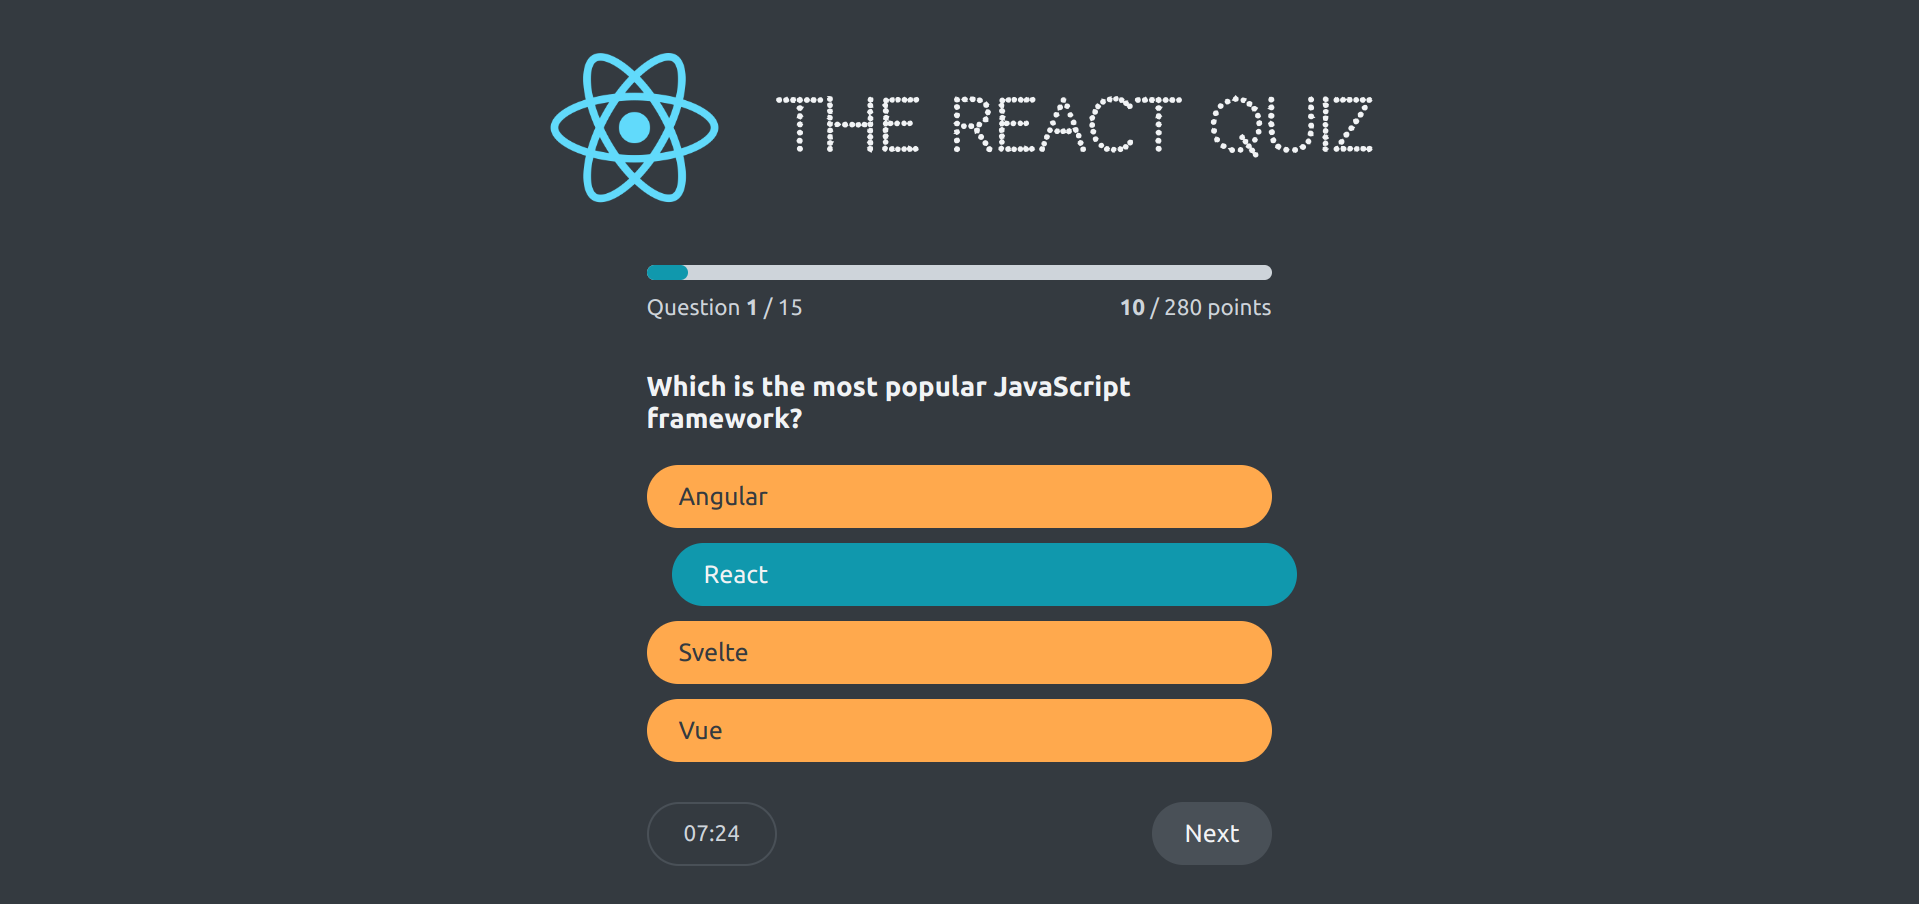 THE REACT QUIZ
Question 1 / 15
10 / 280 points
Which is the most popular JavaScript
framework?
Angular
React
Svelte
Vue
07:24
Next